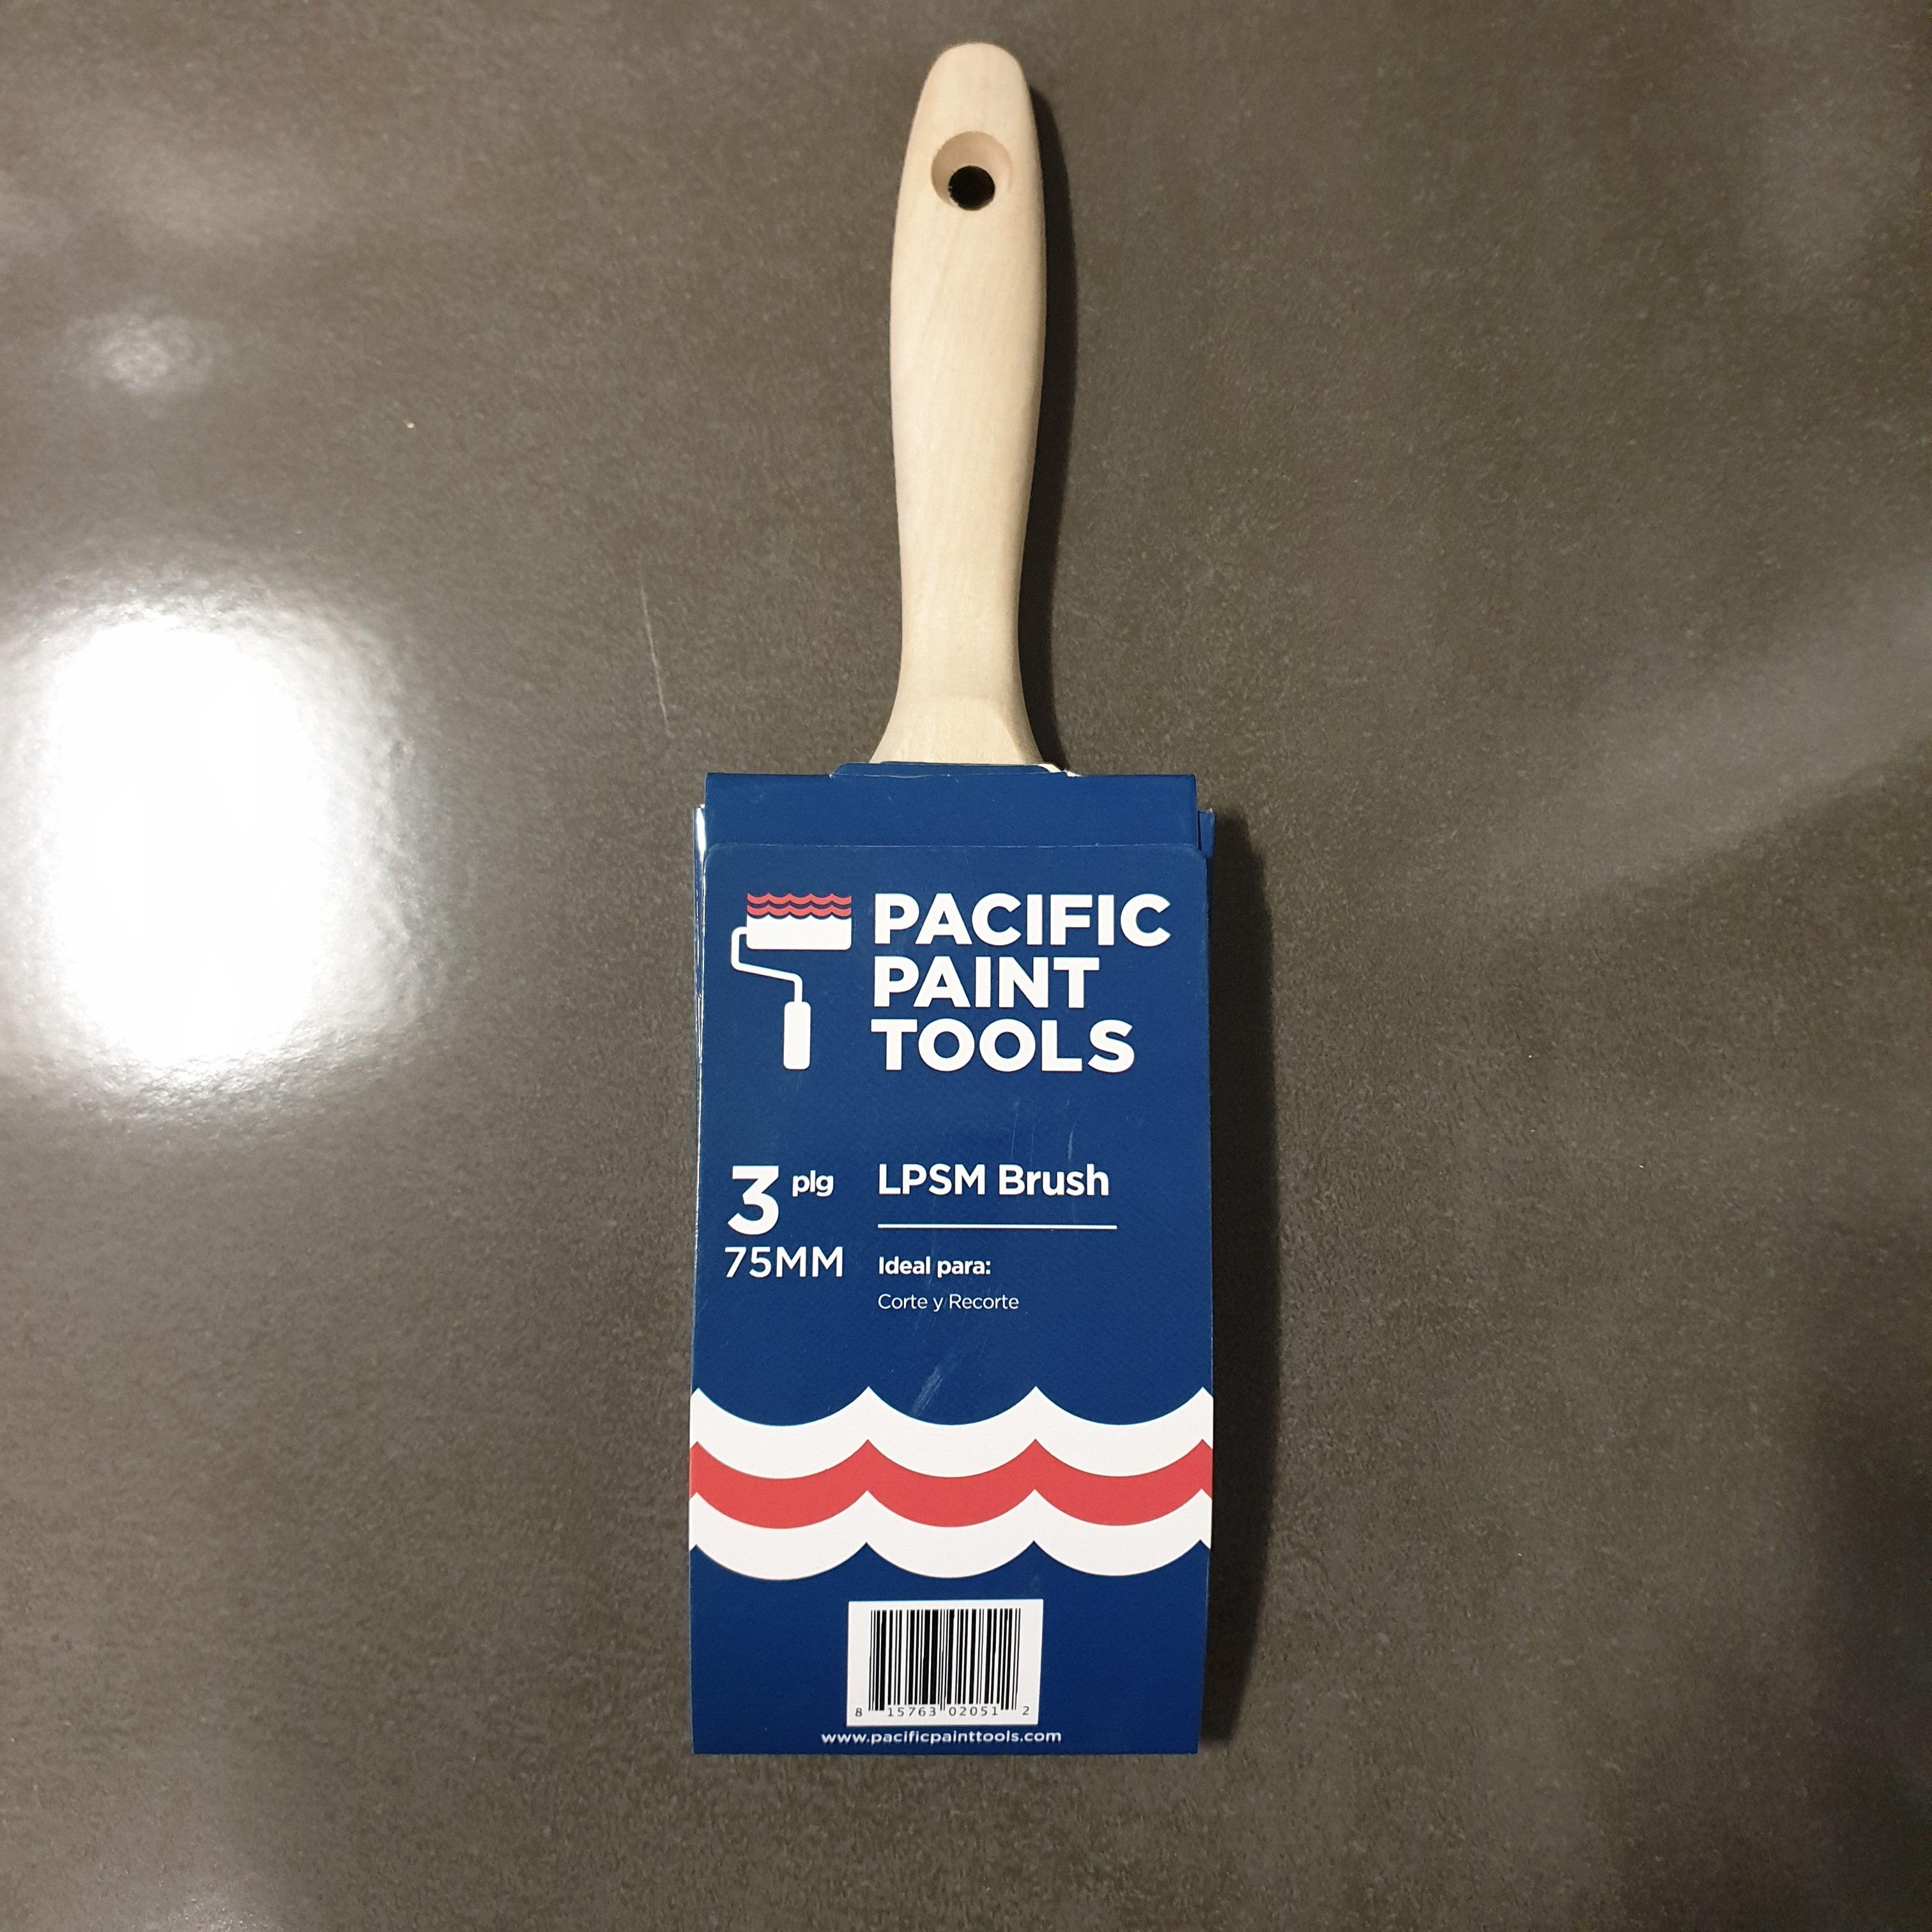 PACIFIC
PAINT
TOOLS
3 plg
75MM
LPSM Brush
Ideal para:
Corte y Recorte
8 15763 02051 2
www.pacificpainttools.com